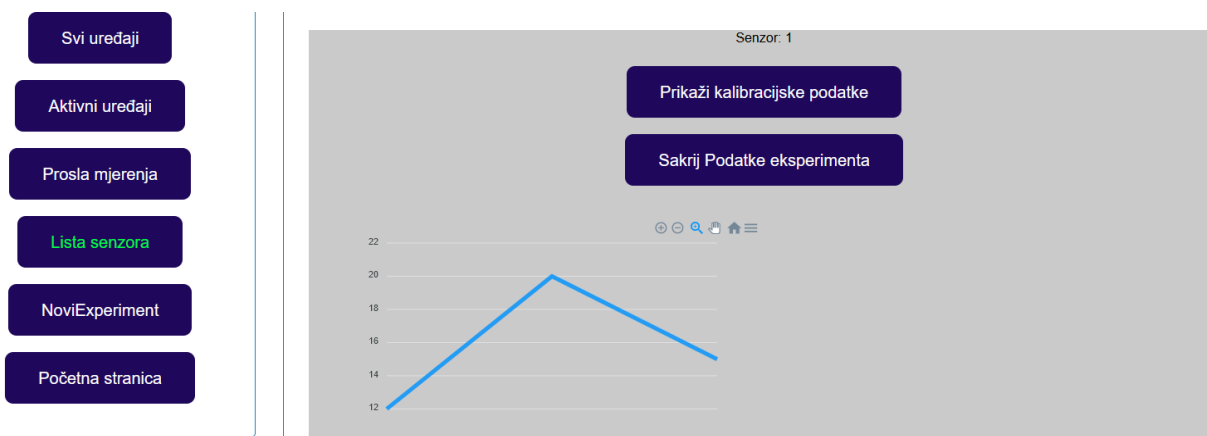 Svi uređaji
Aktivni uređaji
Prosla mjerenja
Lista senzora
NoviExperiment
Početna stranica
Senzor: 1
Prikaži kalibracijske podatke
Sakrij Podatke eksperimenta
22
20
18
16
14
12